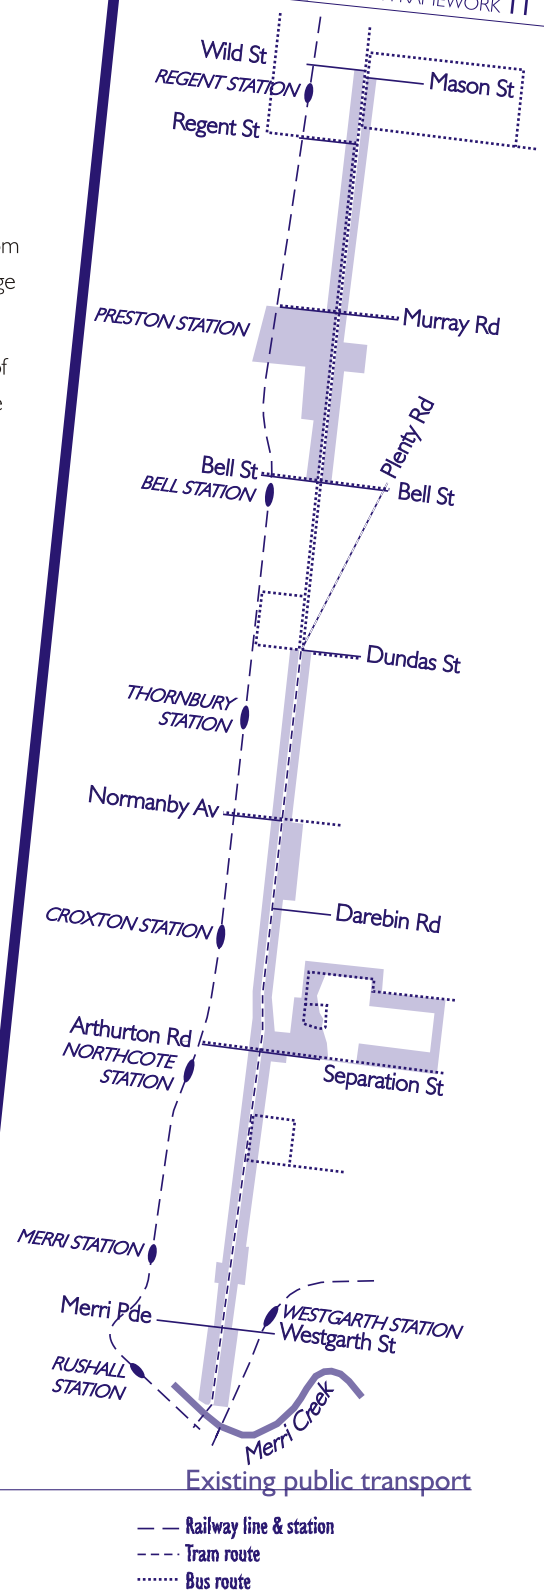 FRAMEWORK 11
Wild St
REGENT STATION
Mason St
Regent St
om
ge
PRESTON STATION
Murray Rd
of
e
Plenty Rd
Bell St
BELL STATION
Bell St
Dundas St
THORNBURY
STATION
Normanby Av
CROXTON STATION
Darebin Rd
Arthurton Rd
NORTHCOTE
STATION
Separation St
MERRI STATION
Merri Pde
WESTGARTH STATION
Westgarth St
RUSHALL
STATION
Merri Creek
Existing public transport
Railway line & station
Tram route
Bus route